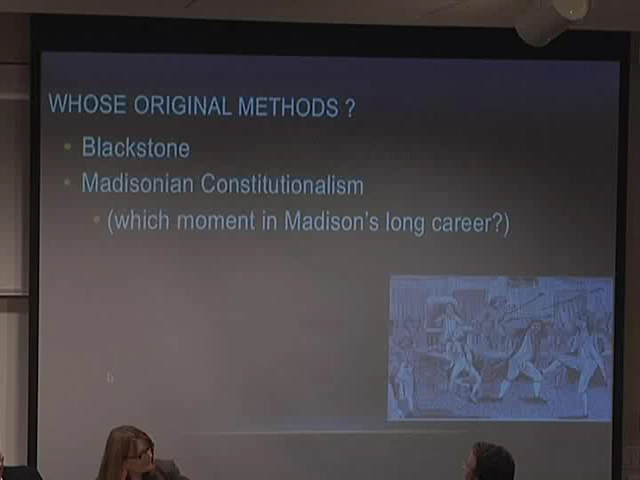 WHOSE ORIGINAL METHODS ?
• Blackstone
• Madisonian Constitutionalism
• (which moment in Madison's long career?)